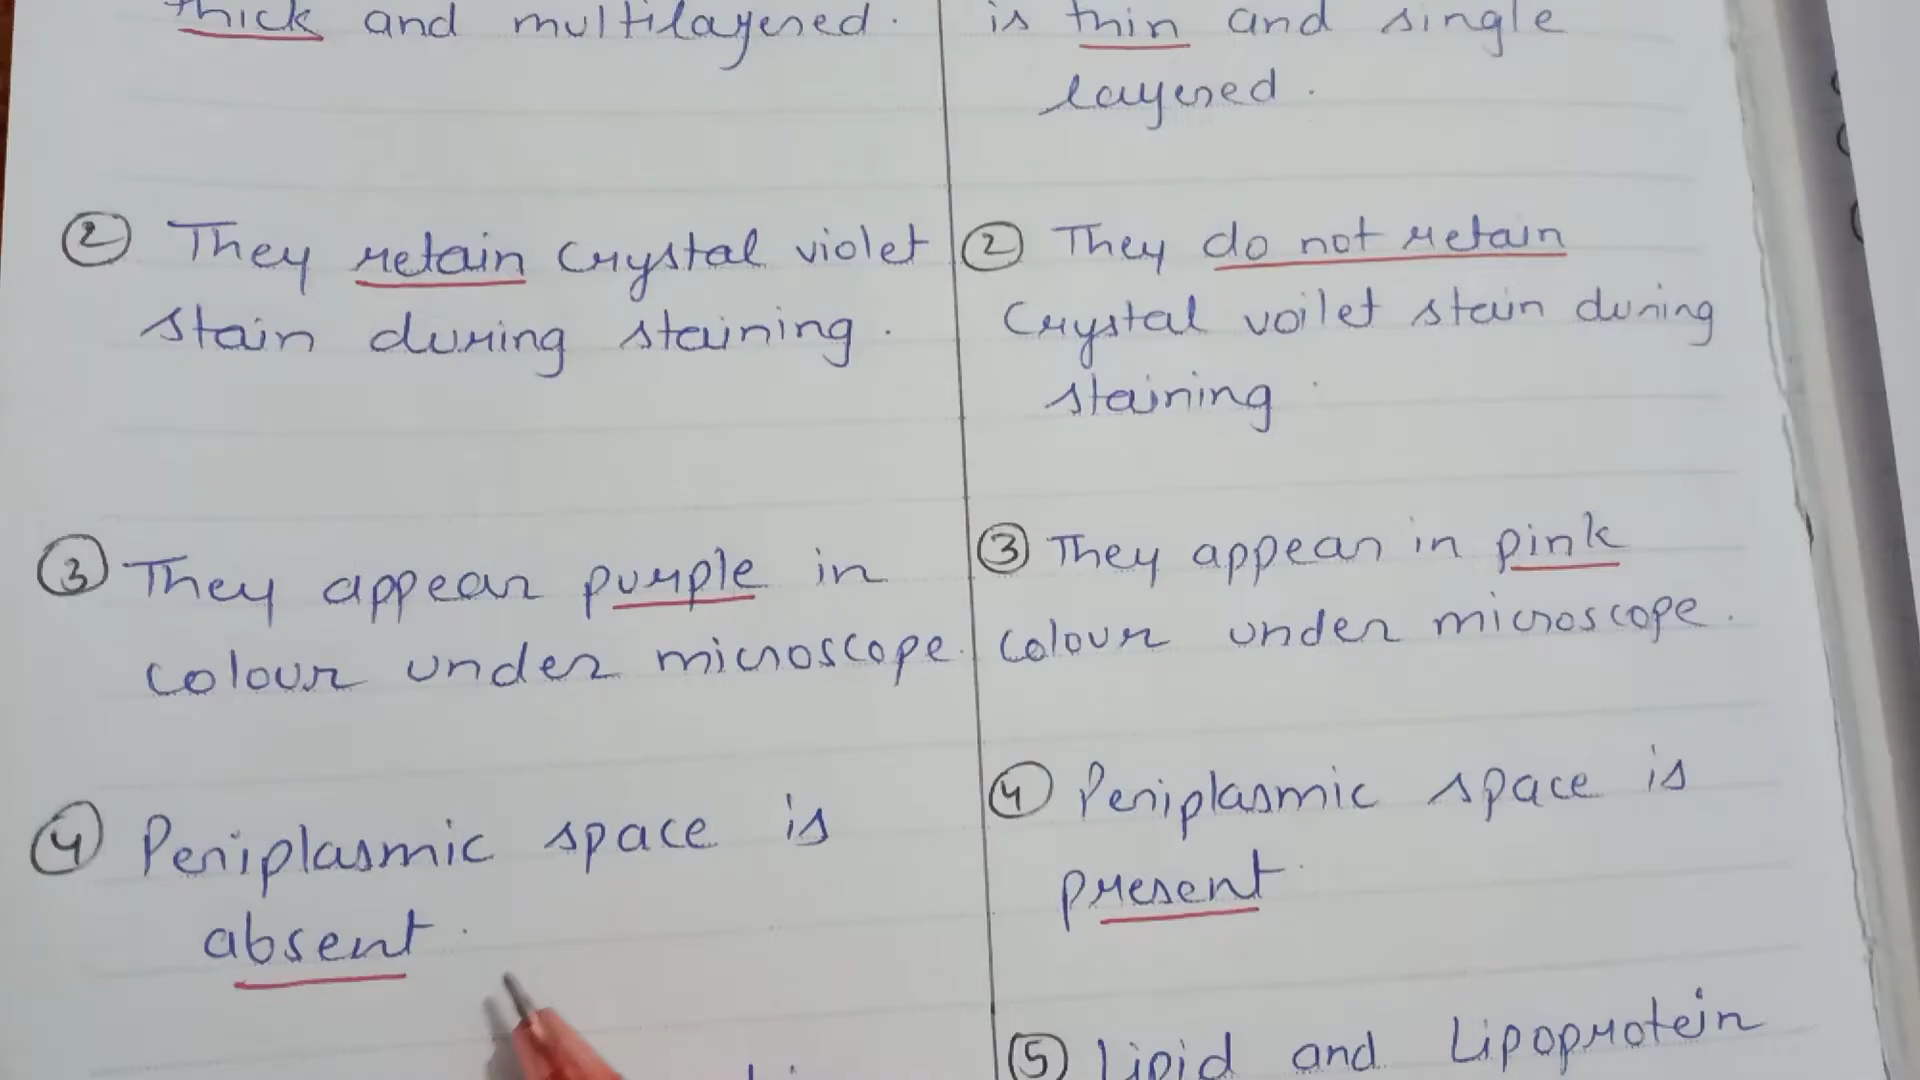 thick and multilayered.
② They retain crystal violet
stain during staining.
③ They appear purple in
colour under microscope.
④ Periplasmic space is
absent.
is thin and single
layered.
② They do not retain
Crystal voilet stain during
staining
③ They appear in pink
colour under microscope.
④ Periplasmic space is
present
⑤ Lipid and Lipoprotein